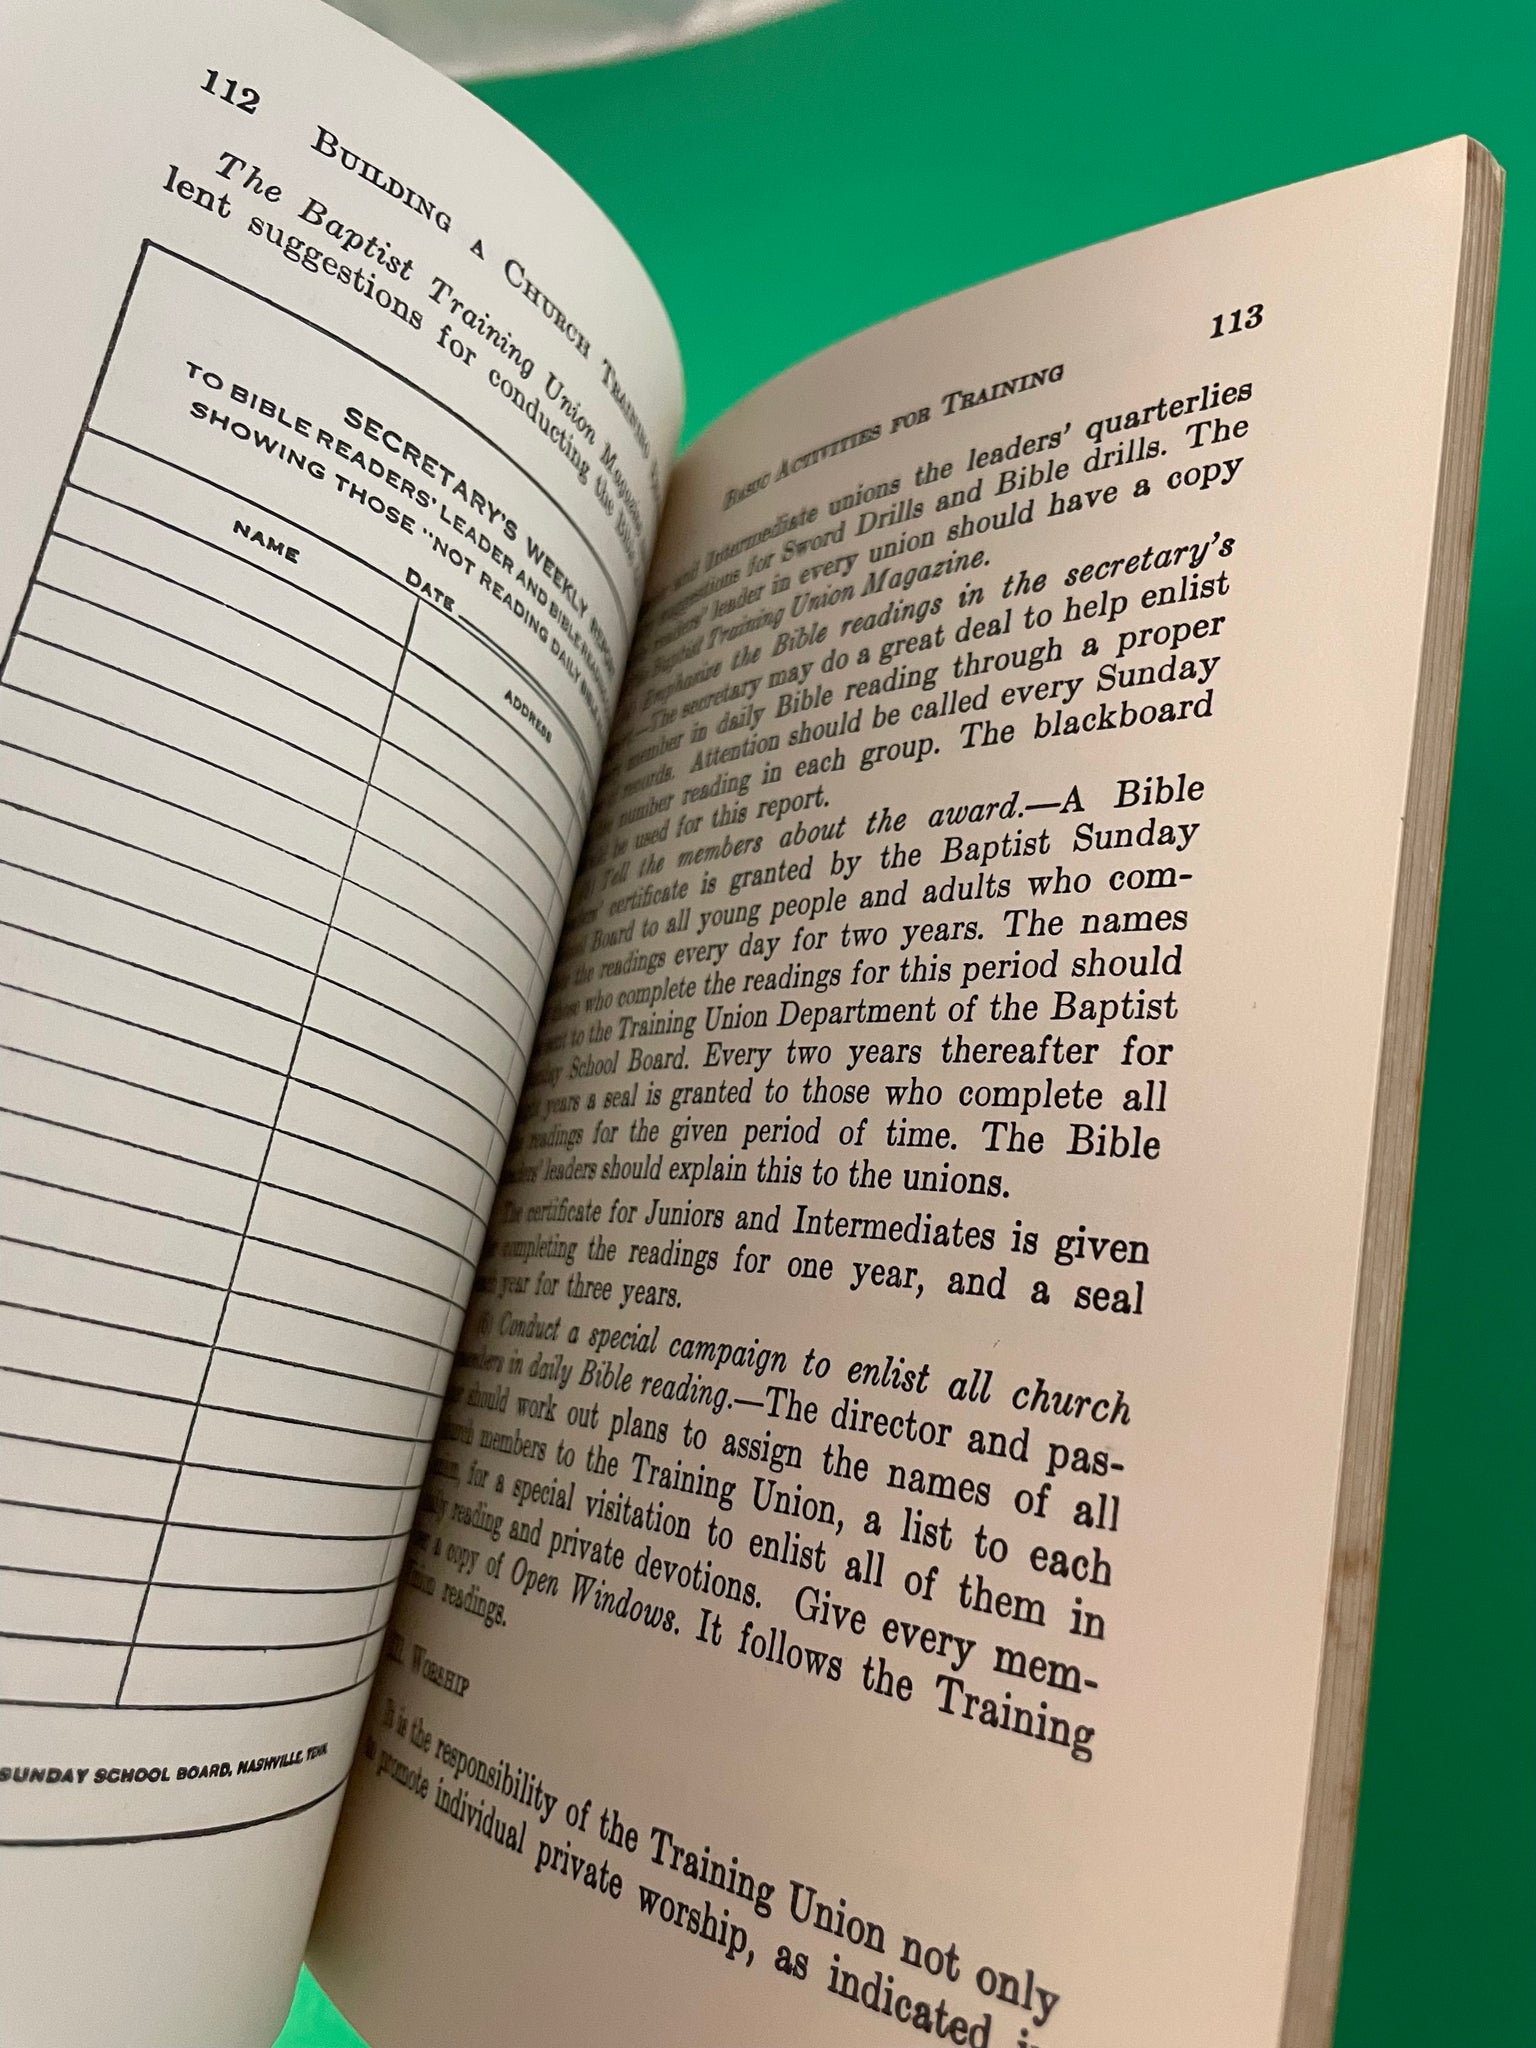 112 BUILDING A CHURCH TRAINING
The Baptist Training Union Magazine
lent suggestions for conducting the Bible
SECRETARY'S WEEKLY REPORT
TO BIBLE READERS' LEADER AND BIBLE READING
SHOWING THOSE "NOT READING DAILY BIBLE
DATE
NAME
ADDRESS
SUNDAY SCHOOL BOARD, NASHVILLE, TENN.
BASIC ACTIVITIES FOR TRAINING 113
and Intermediate unions the leaders' quarterlies
suggestions for Sword Drills and Bible drills. The
readers' leader in every union should have a copy
Baptist Training Union Magazine.
Emphasize the Bible readings in the secretary's
—The secretary may do a great deal to help enlist
member in daily Bible reading through a proper
records. Attention should be called every Sunday
number reading in each group. The blackboard
be used for this report.
Tell the members about the award.—A Bible
certificate is granted by the Baptist Sunday
Board to all young people and adults who com-
the readings every day for two years. The names
who complete the readings for this period should
to the Training Union Department of the Baptist
School Board. Every two years thereafter for
years a seal is granted to those who complete all
readings for the given period of time. The Bible
leaders should explain this to the unions.
The certificate for Juniors and Intermediates is given
completing the readings for one year, and a seal
year for three years.
Conduct a special campaign to enlist all church
in daily Bible reading.—The director and pas-
should work out plans to assign the names of all
members to the Training Union, a list to each
for a special visitation to enlist all of them in
reading and private devotions. Give every mem-
a copy of Open Windows. It follows the Training
readings.
WORSHIP
It is the responsibility of the Training Union not only
promote individual private worship, as indicated